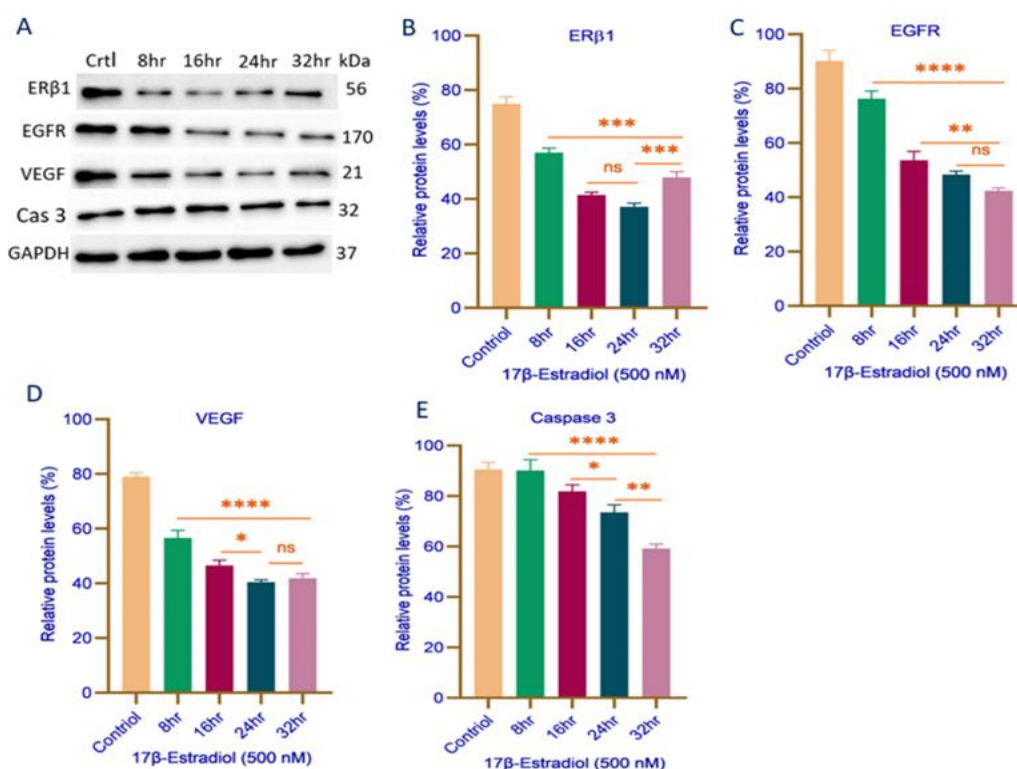 A
Crtl 8hr 16hr 24hr 32hr kDa
ERβ1 56
EGFR 170
VEGF 21
Cas 3 32
GAPDH 37
B
ERβ1
Relative protein levels (%)
100
80
60
40
20
0
***
ns ***
Contriol 8hr 16hr 24hr 32hr
17β-Estradiol (500 nM)
C
EGFR
Relative protein levels (%)
100
80
60
40
20
0
****
**
ns
Contriol 8hr 16hr 24hr 32hr
17β-Estradiol (500 nM)
D
VEGF
Relative protein levels (%)
100
80
60
40
20
0
****
*
ns
Contriol 8hr 16hr 24hr 32hr
17β-Estradiol (500 nM)
E
Caspase 3
Relative protein levels (%)
100
80
60
40
20
0
****
*
**
Contriol 8hr 16hr 24hr 32hr
17β-Estradiol (500 nM)